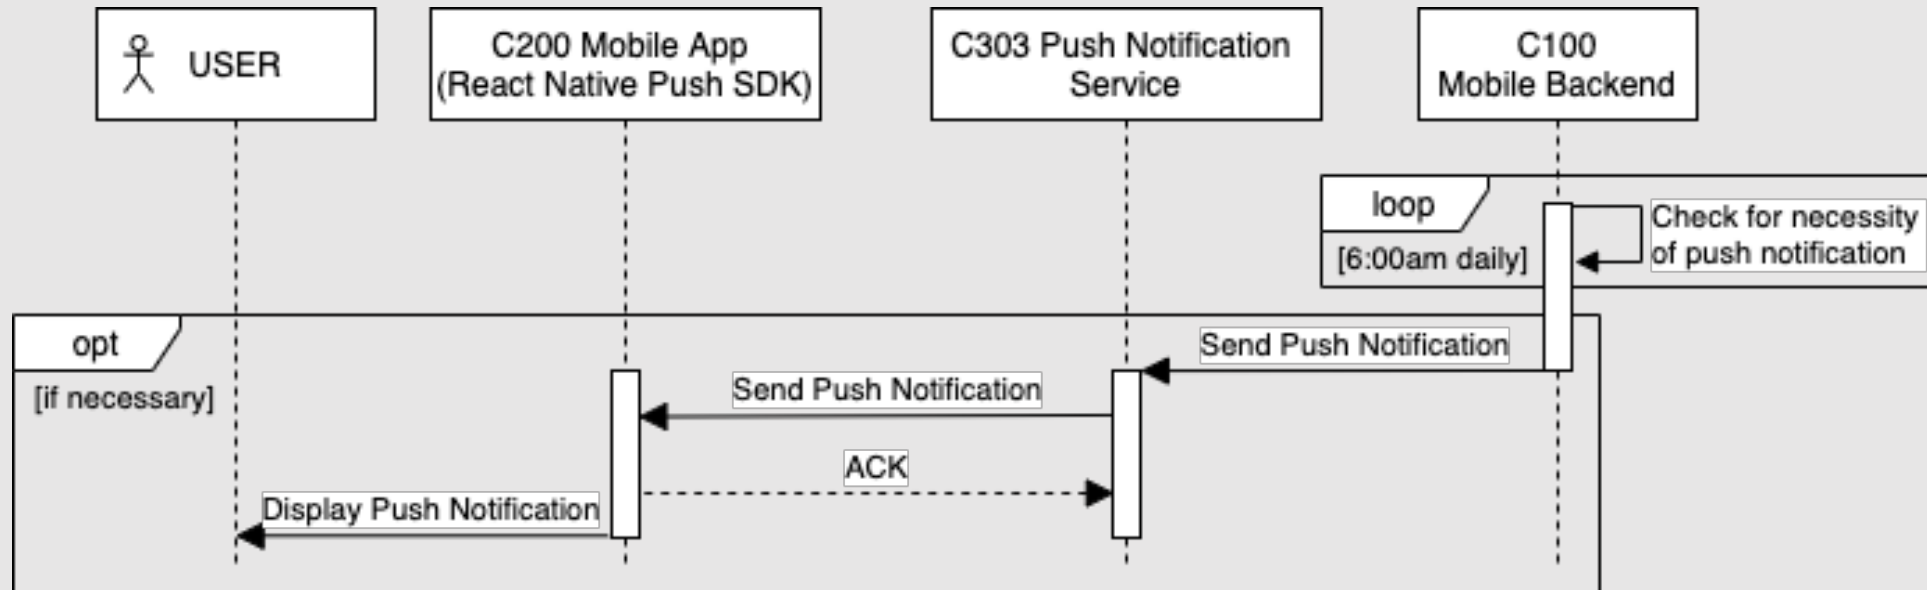 USER
C200 Mobile App
(React Native Push SDK)
C303 Push Notification
Service
C100
Mobile Backend
loop
[6:00am daily]
Check for necessity
of push notification
opt
[if necessary]
Send Push Notification
Send Push Notification
ACK
Display Push Notification